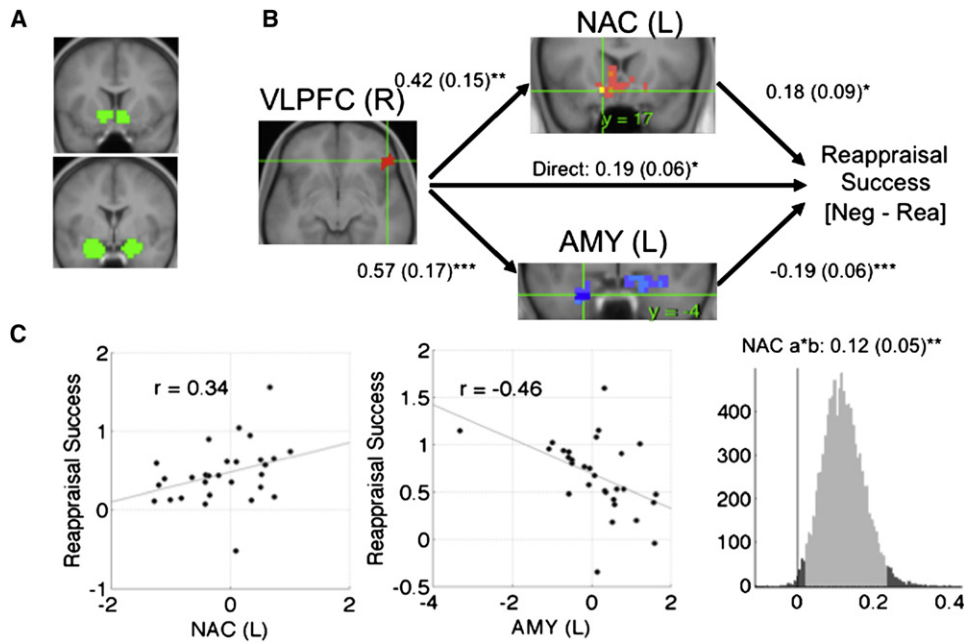 A
B
NAC (L)
0.42 (0.15)**
VLPFC (R)
y = 17
0.18 (0.09)*
Direct: 0.19 (0.06)*
Reappraisal
Success
[Neg - Rea]
AMY (L)
0.57 (0.17)***
y = -4
-0.19 (0.06)***
C
Reappraisal Success
2
1
0
-1
r = 0.34
-2
0
2
NAC (L)
Reappraisal Success
2
1.5
1
0.5
0
-0.5
r = -0.46
-4
-2
0
2
AMY (L)
NAC a*b: 0.12 (0.05)**
400
300
200
100
0
0
0.2
0.4